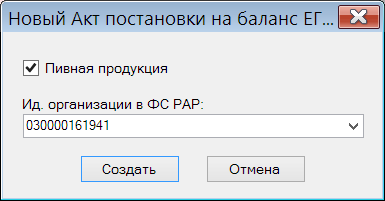 Новый Акт постановки на баланс ЕГ...
Пивная продукция
Ид. организации в ФС РАР:
030000161941
Создать
Отмена